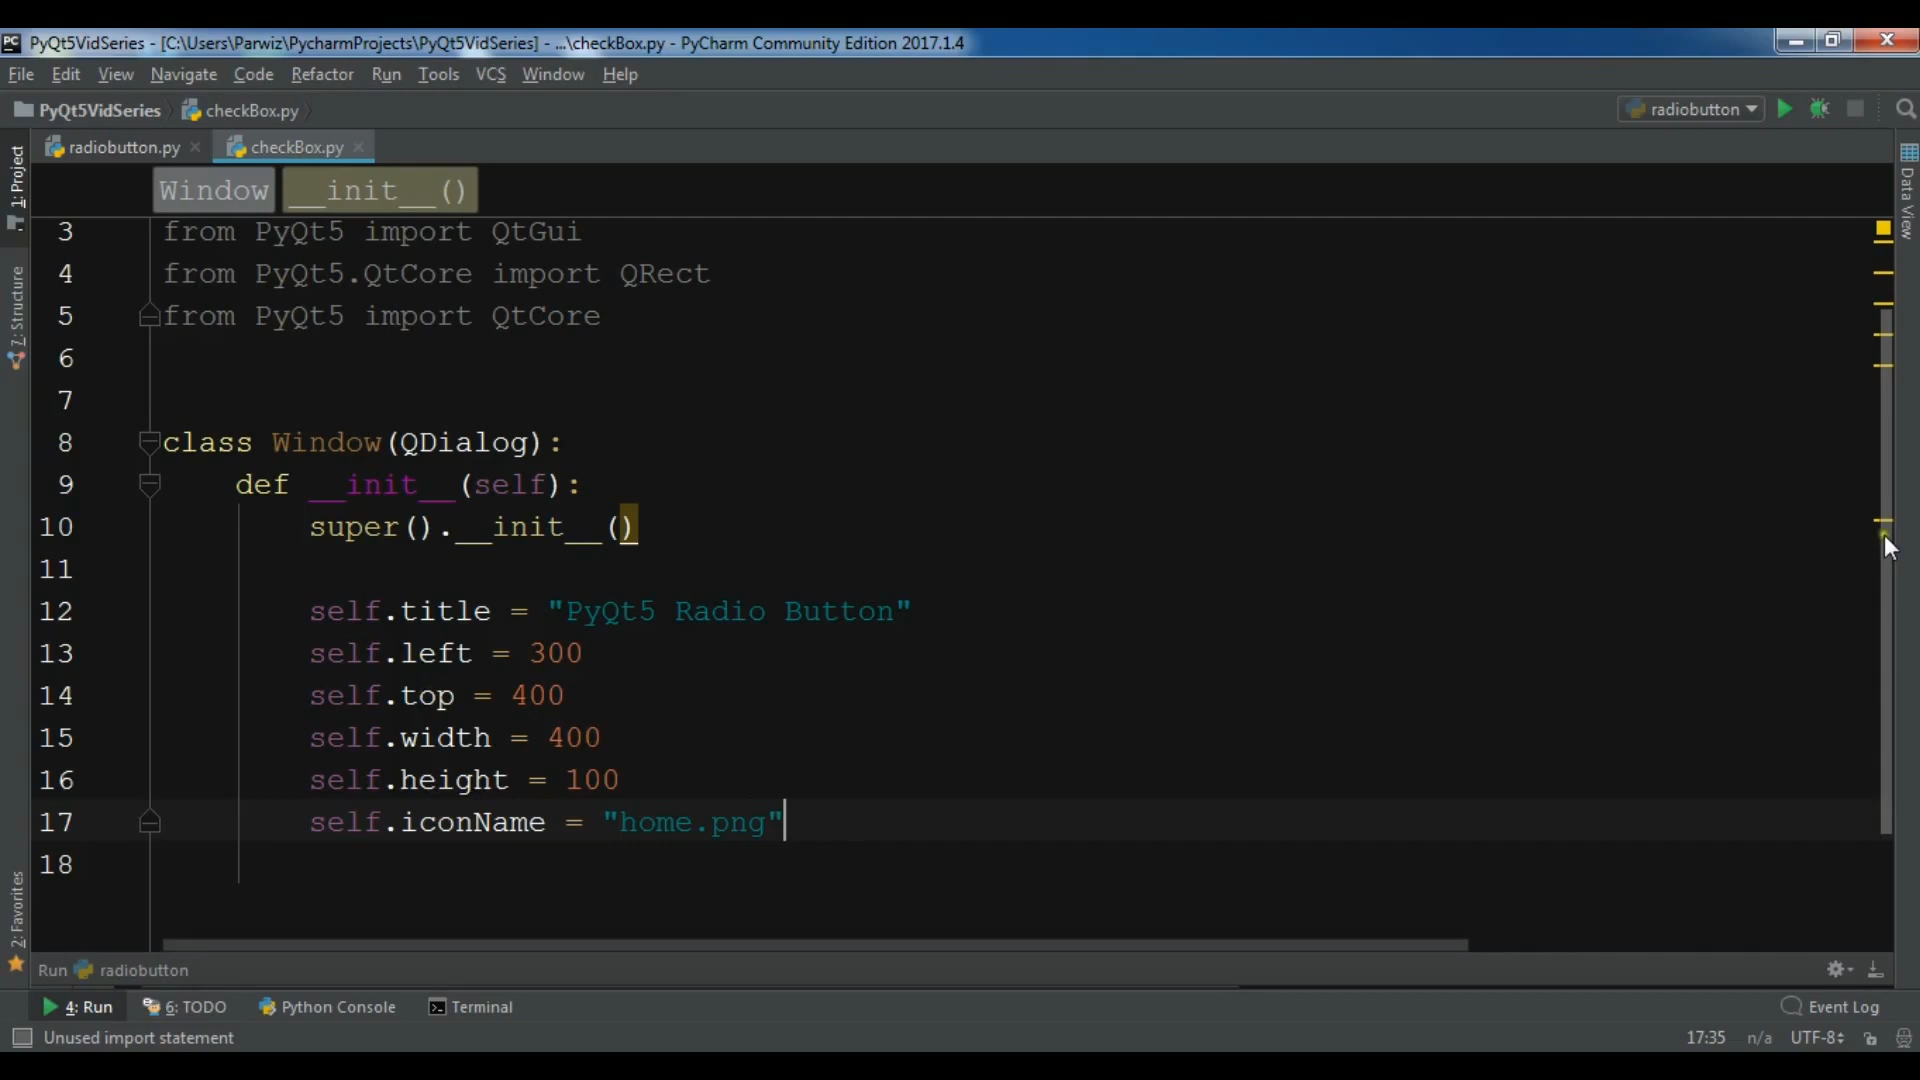 PyQt5VidSeries - [C:\Users\Parwiz\PycharmProjects\PyQt5VidSeries] - ...\checkBox.py - PyCharm Community Edition 2017.1.4
File Edit View Navigate Code Refactor Run Tools VCS Window Help
PyQt5VidSeries checkBox.py radiobutton
radiobutton.py checkBox.py
Window __init__()
1: Project
7: Structure
2: Favorites
Data View
3 from PyQt5 import QtGui
4 from PyQt5.QtCore import QRect
5 from PyQt5 import QtCore
6
7
8 class Window(QDialog):
9 def __init__(self):
10 super().__init__()
11
12 self.title = "PyQt5 Radio Button"
13 self.left = 300
14 self.top = 400
15 self.width = 400
16 self.height = 100
17 self.iconName = "home.png"
18
Run radiobutton
4: Run 6: TODO Python Console Terminal Event Log
Unused import statement 17:35 n/a UTF-8